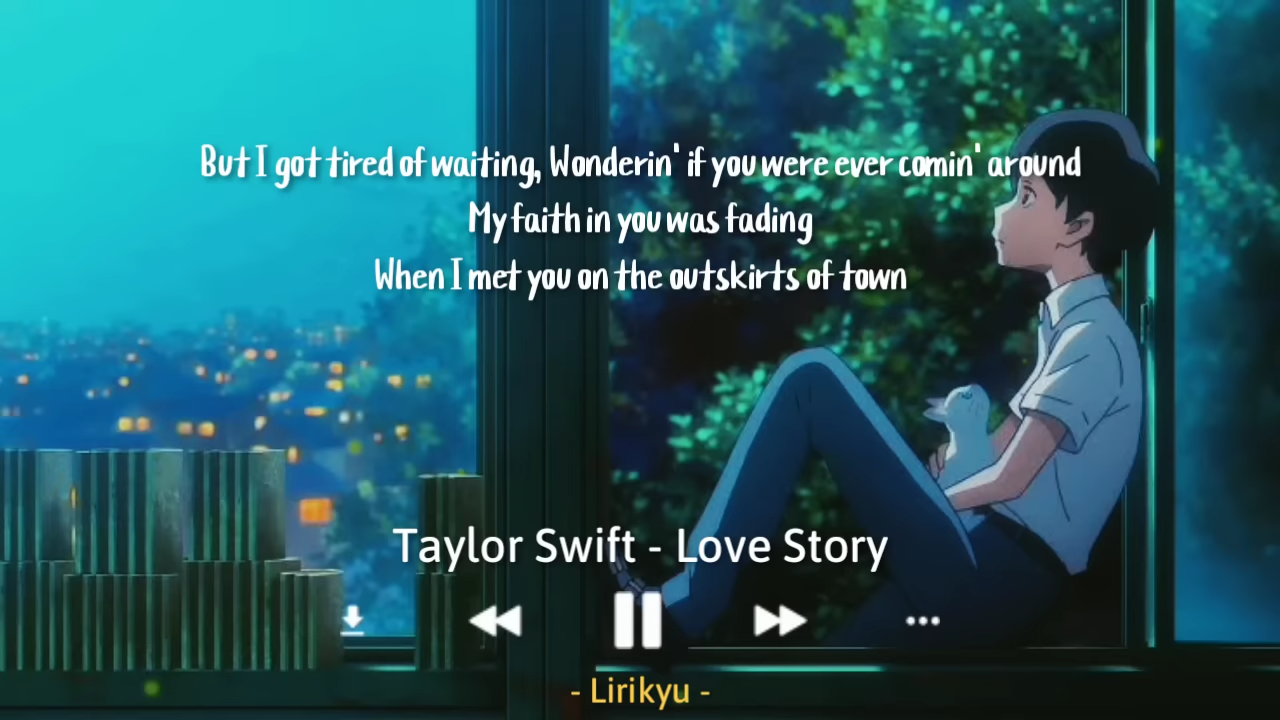 But I got tired of waiting, Wonderin' if you were ever comin' around
My faith in you was fading
When I met you on the outskirts of town
Taylor Swift - Love Story
- Lirikyu -